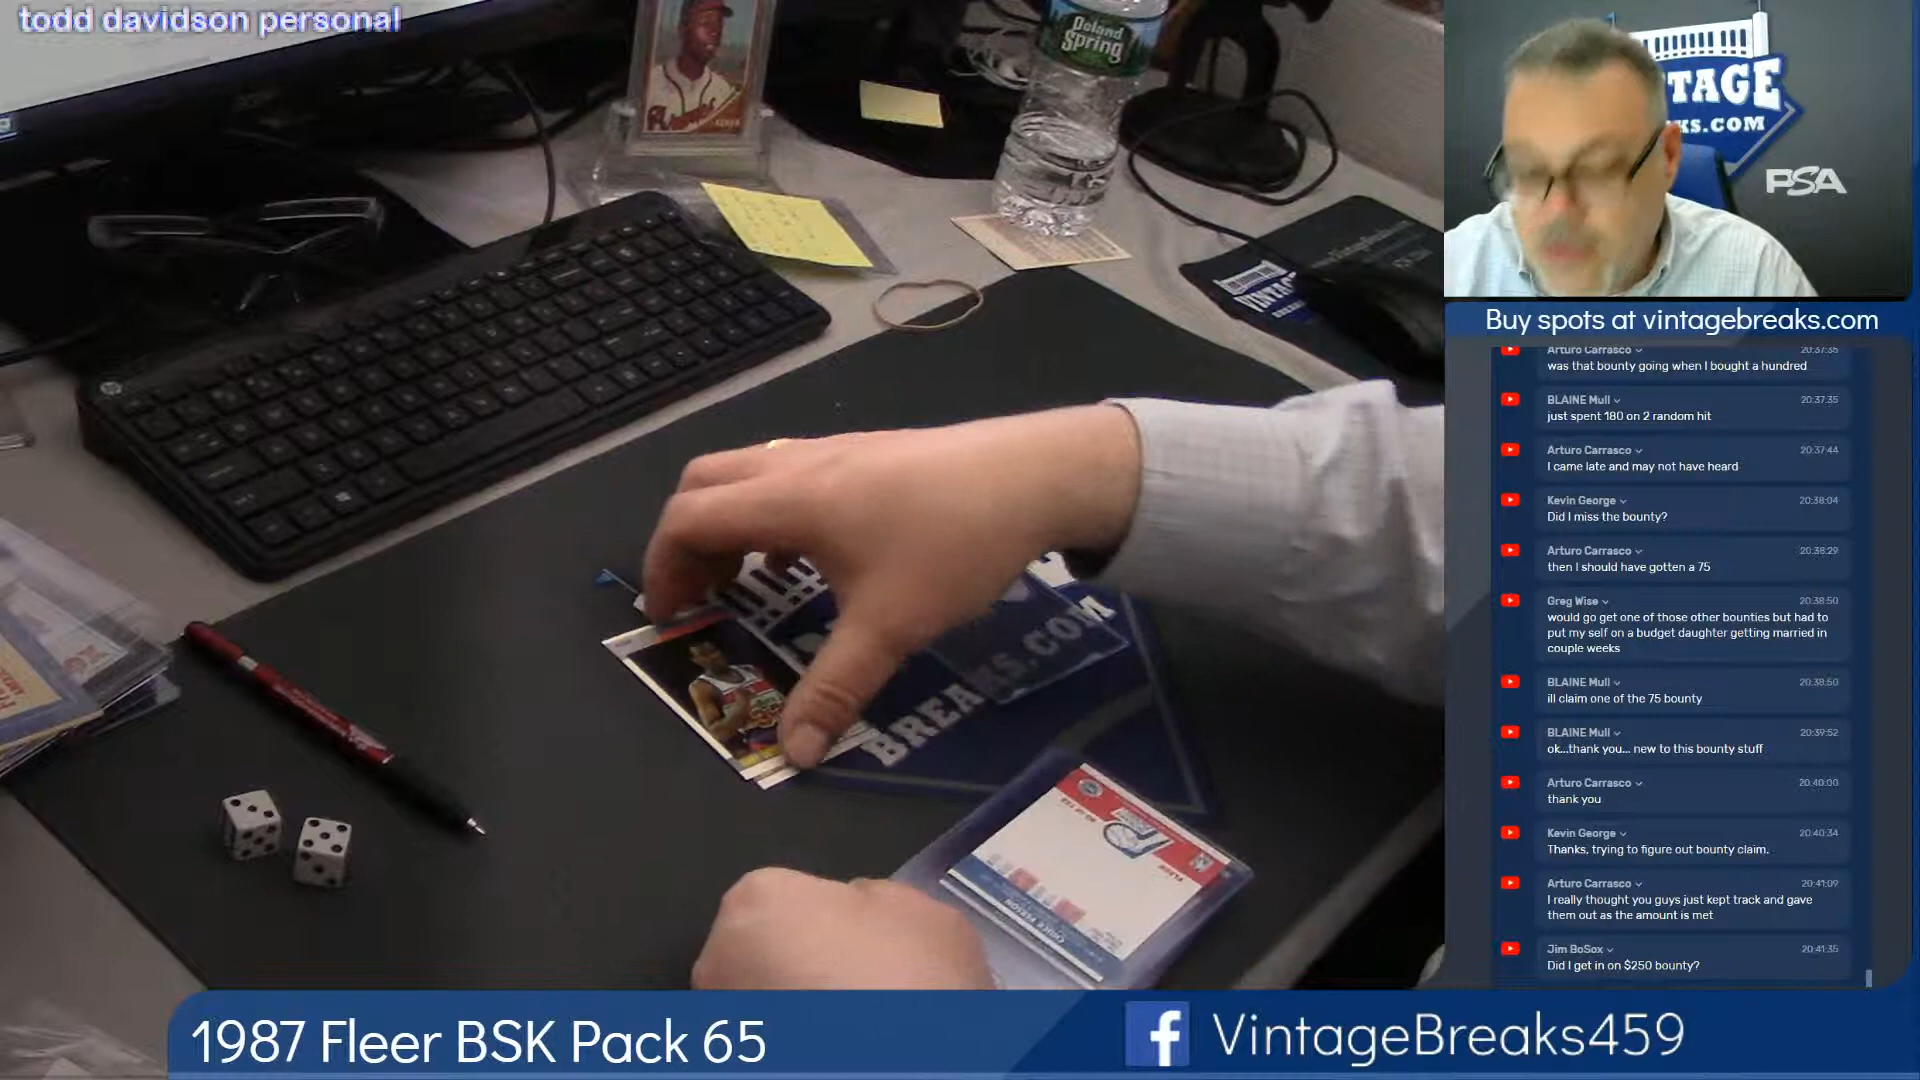 todd davidson personal
Poland
Spring
TAGE
KS.COM
PSA
Buy spots at vintagebreaks.com
Arturo Carrasco 20:37:35
was that bounty going when I bought a hundred
BLAINE Mull 20:37:35
just spent 180 on 2 random hit
Arturo Carrasco 20:37:44
I came late and may not have heard
Kevin George 20:38:04
Did I miss the bounty?
Arturo Carrasco 20:38:29
then I should have gotten a 75
Greg Wise 20:38:50
would go get one of those other bounties but had to
put my self on a budget daughter getting married in
couple weeks
BLAINE Mull 20:38:50
ill claim one of the 75 bounty
BLAINE Mull 20:39:52
ok...thank you... new to this bounty stuff
Arturo Carrasco 20:40:00
thank you
Kevin George 20:40:34
Thanks, trying to figure out bounty claim.
Arturo Carrasco 20:41:09
I really thought you guys just kept track and gave
them out as the amount is met
Jim BoSox 20:41:35
Did I get in on $250 bounty?
BREAKS.COM
CHUCK PERSON
1987 Fleer BSK Pack 65
VintageBreaks459